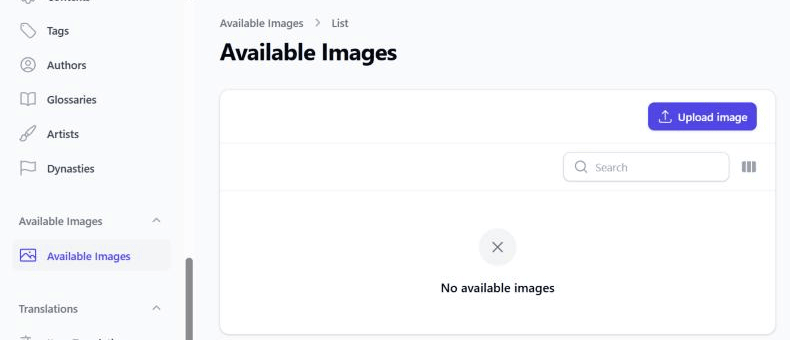 Tags
Authors
Glossaries
Artists
Dynasties
Available Images
Available Images
Translations
Available Images > List
Available Images
Upload image
Search
No available images